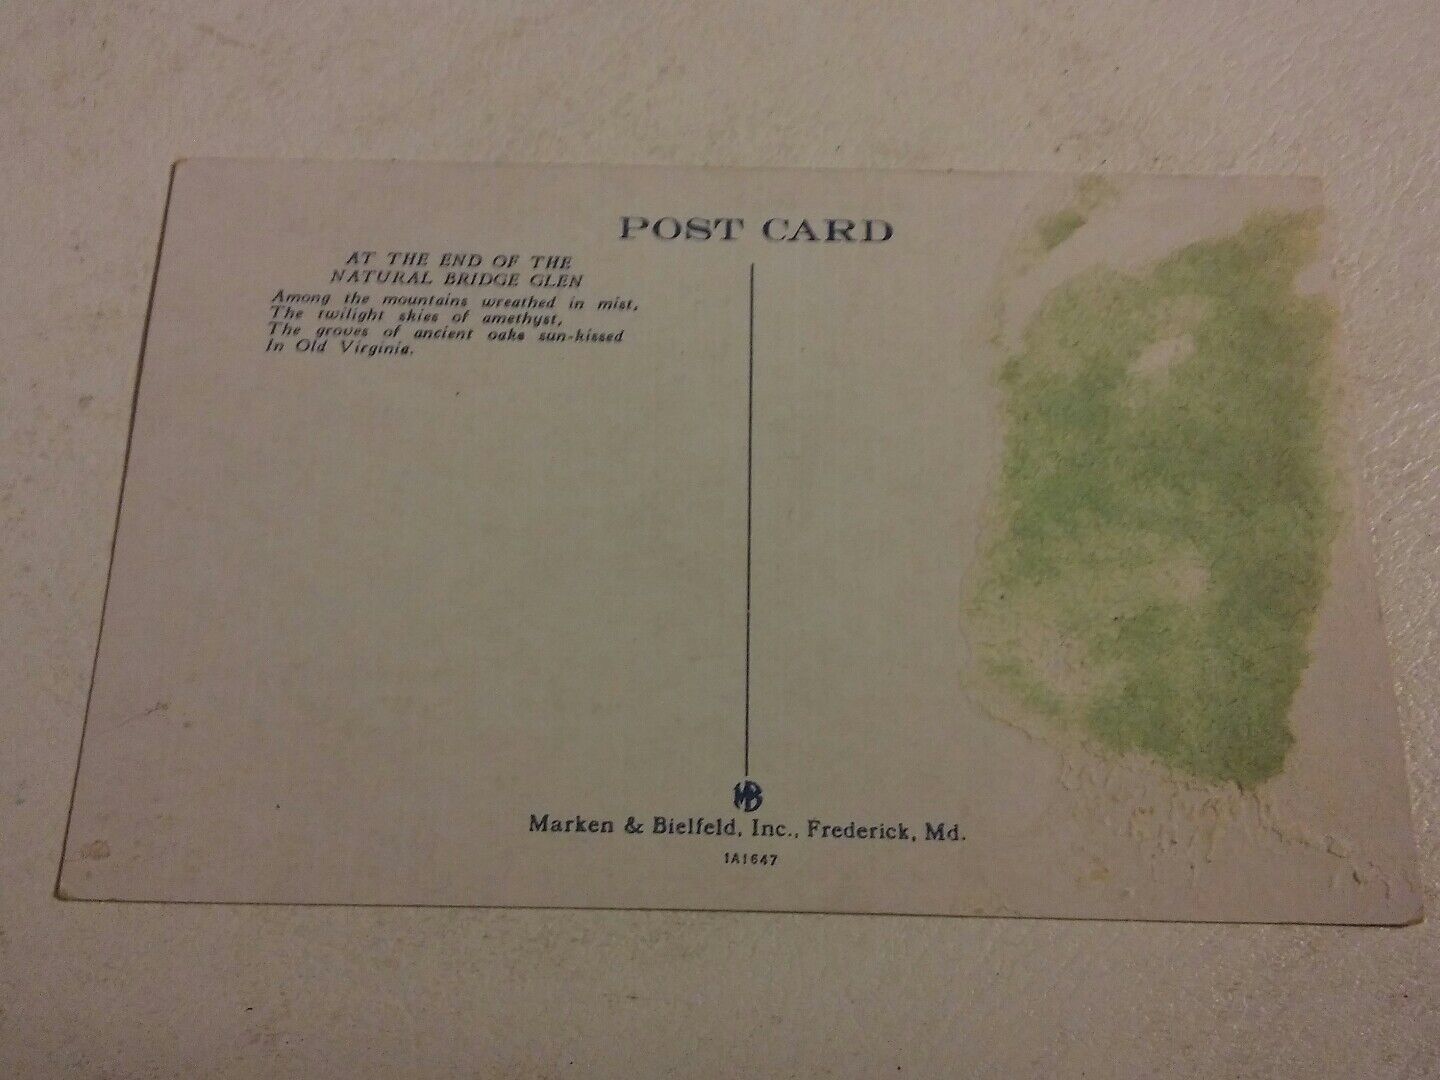 POST CARD
AT THE END OF THE
NATURAL BRIDGE GLEN
Among the mountains wreathed in mist,
The twilight skies of amethyst,
The groves of ancient oaks sun-kissed
In Old Virginia.
MB
Marken & Bielfeld, Inc., Frederick, Md.
1A1647